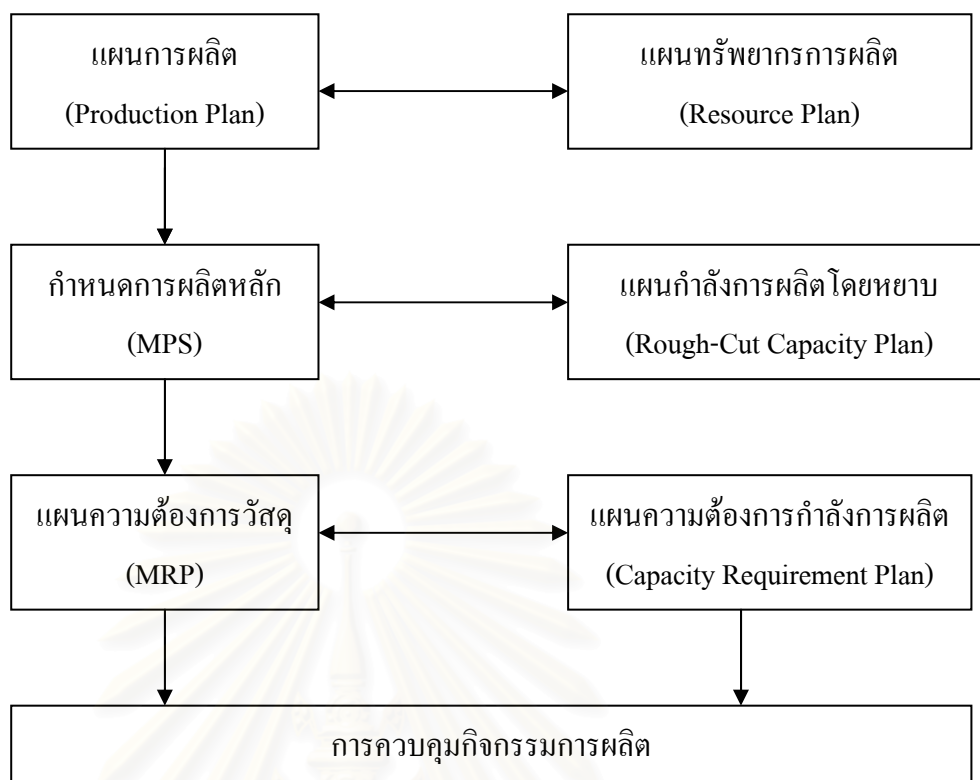 แผนการผลิต
(Production Plan)
แผนทรัพยากรการผลิต
(Resource Plan)
กำหนดการผลิตหลัก
(MPS)
แผนกำลังการผลิตโดยหยาบ
(Rough-Cut Capacity Plan)
แผนความต้องการวัสดุ
(MRP)
แผนความต้องการกำลังการผลิต
(Capacity Requirement Plan)
การควบคุมกิจกรรมการผลิต